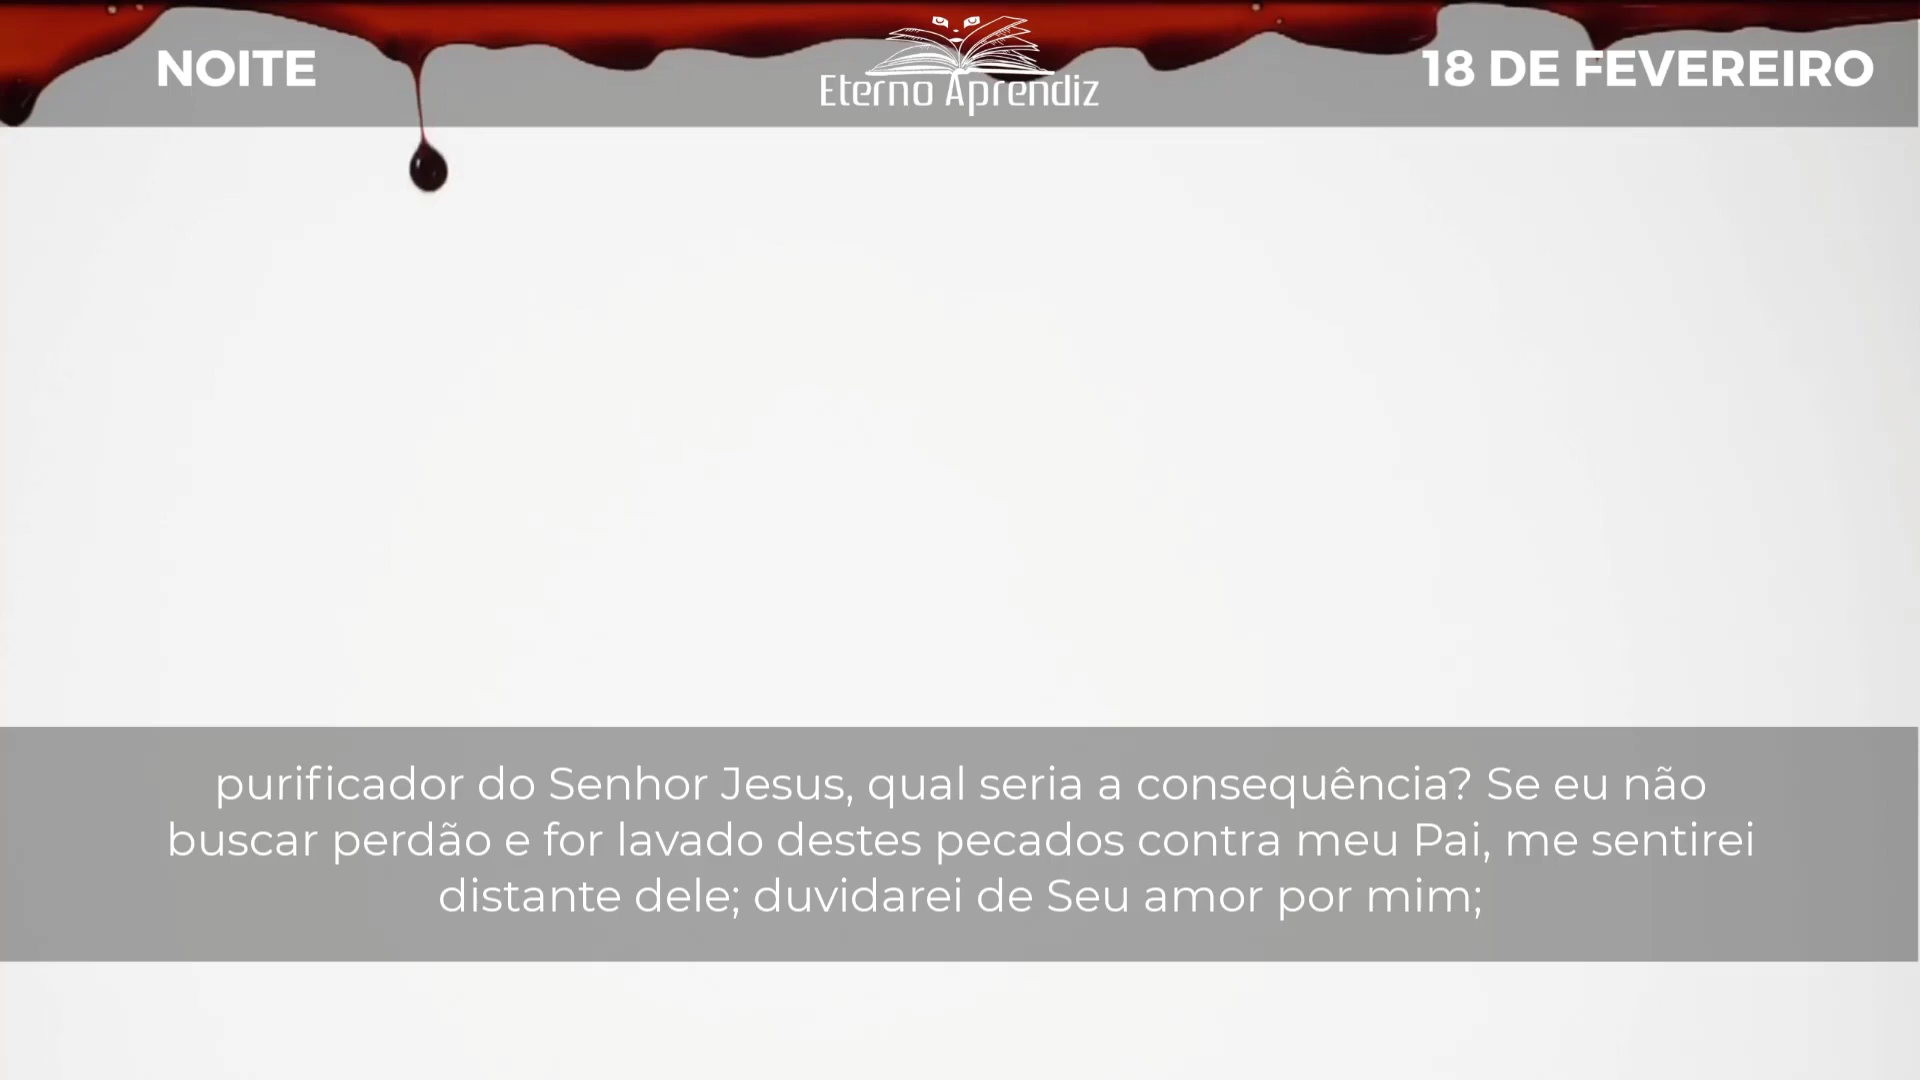 NOITE
Eterno Aprendiz
18 DE FEVEREIRO
purificador do Senhor Jesus, qual seria a consequência? Se eu não
buscar perdão e for lavado destes pecados contra meu Pai, me sentirei
distante dele; duvidarei de Seu amor por mim;